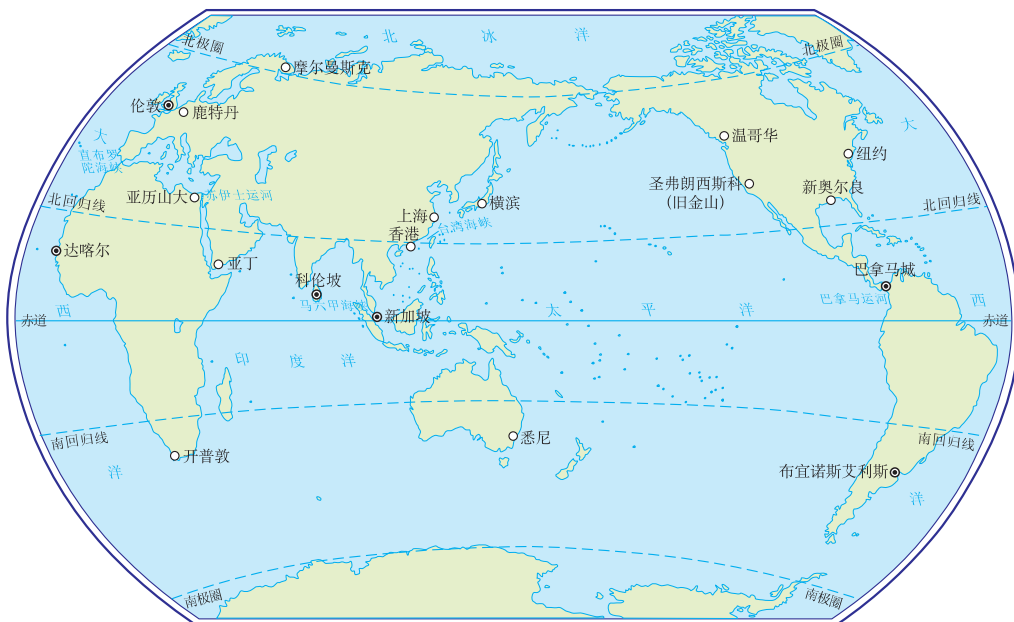 北冰洋
北极圈
北极圈
摩尔曼斯克
伦敦
鹿特丹
大
大
温哥华
直布罗
陀海峡
纽约
亚历山大
苏伊士运河
圣弗朗西斯科
(旧金山)
新奥尔良
北回归线
北回归线
横滨
上海
台湾海峡
香港
达喀尔
亚丁
科伦坡
巴拿马城
马六甲海峡
巴拿马运河
西
太平洋
西
新加坡
赤道
赤道
印度洋
南回归线
悉尼
南回归线
开普敦
洋
布宜诺斯艾利斯
洋
南极圈
南极圈